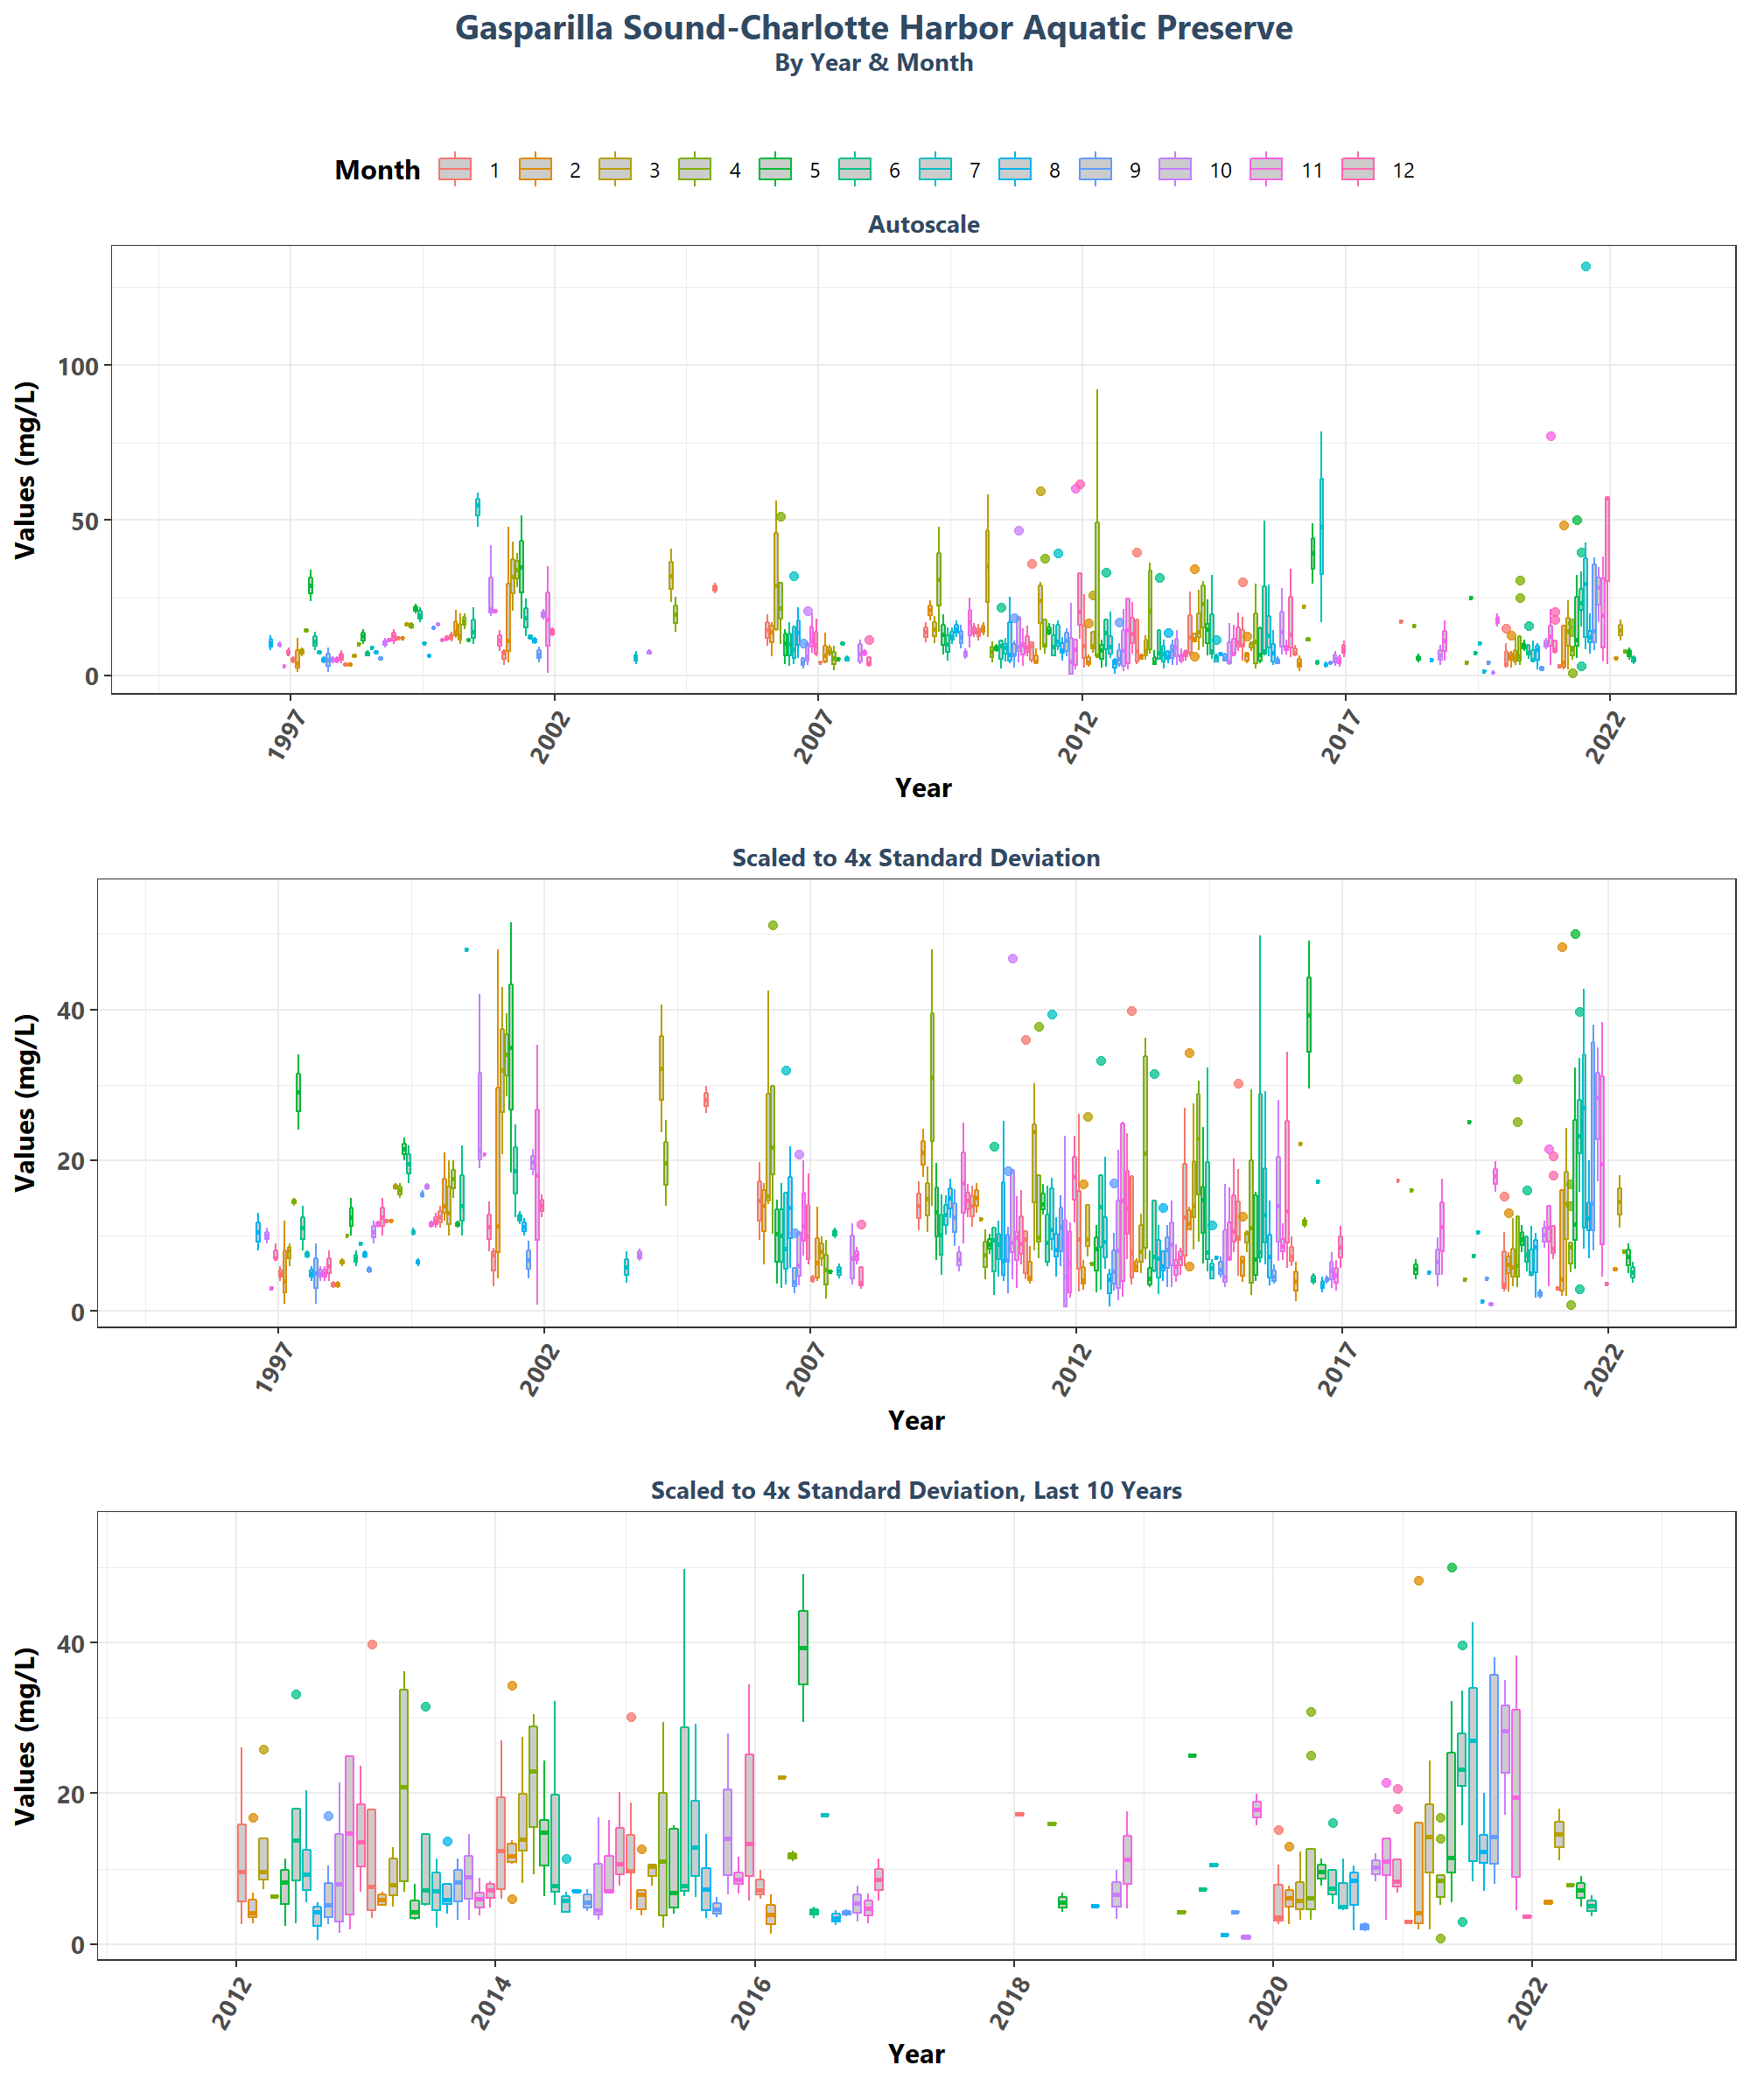 Gasparilla Sound-Charlotte Harbor Aquatic Preserve
By Year & Month
Month 1 2 3 4 5 6 7 8 9 10 11 12
Autoscale
Values (mg/L)
100
50
0
1997 2002 2007 2012 2017 2022
Year
Scaled to 4x Standard Deviation
Values (mg/L)
40
20
0
1997 2002 2007 2012 2017 2022
Year
Scaled to 4x Standard Deviation, Last 10 Years
Values (mg/L)
40
20
0
2012 2014 2016 2018 2020 2022
Year